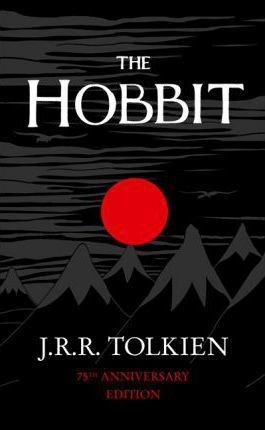 THE
HOBBIT
J.R.R. TOLKIEN
75TH ANNIVERSARY
EDITION